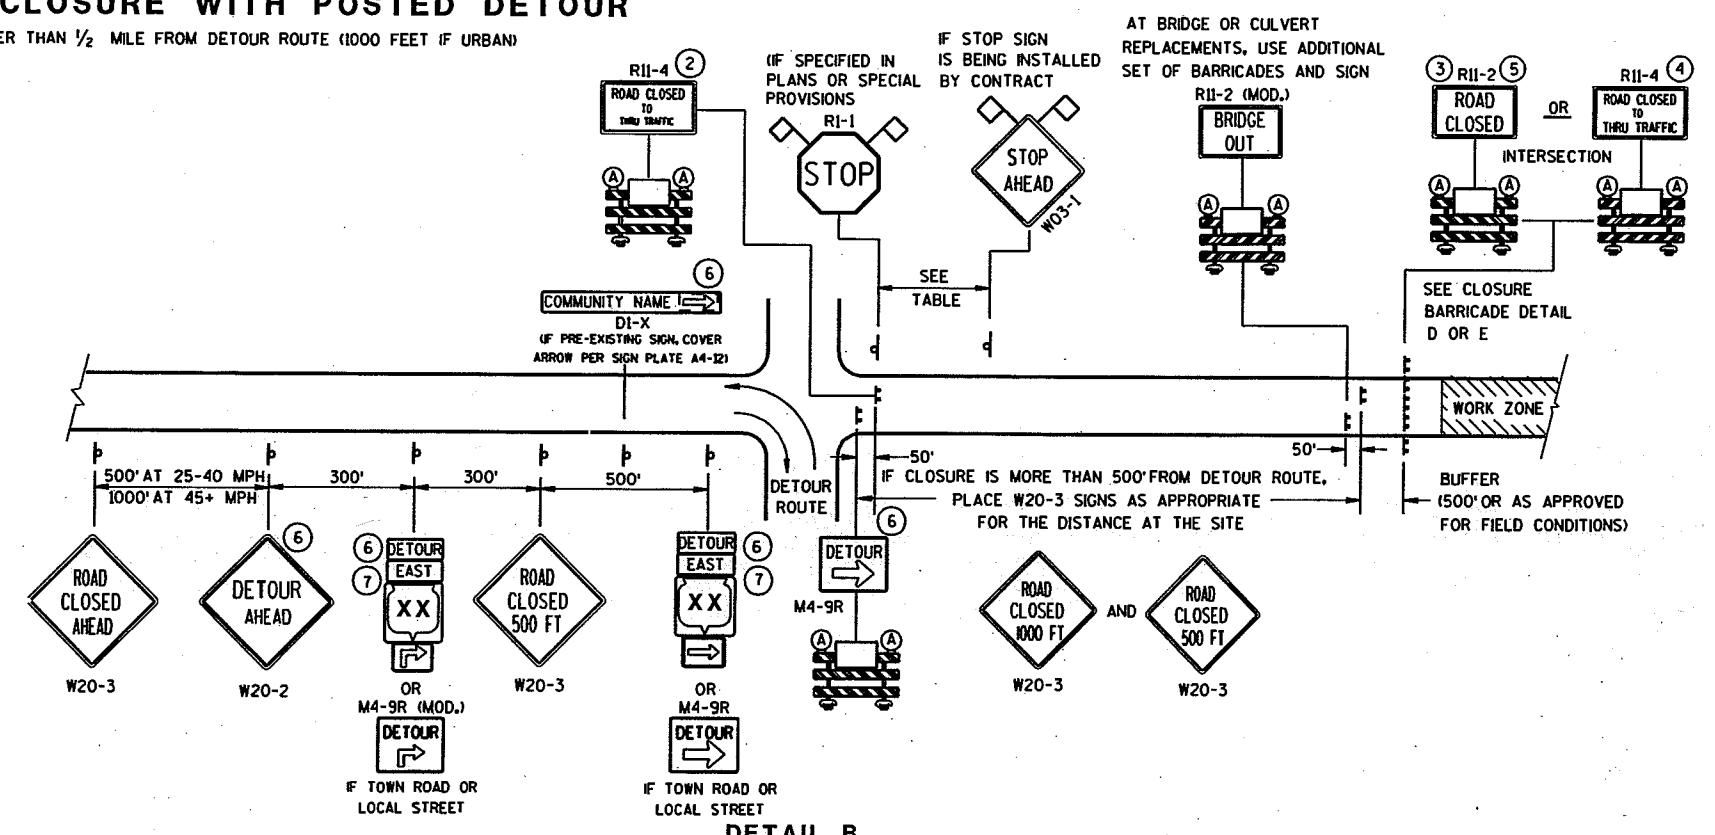 CLOSURE WITH POSTED DETOUR
ER THAN 1/2 MILE FROM DETOUR ROUTE (1000 FEET IF URBAN)
R11-4 2
ROAD CLOSED
TO
THRU TRAFFIC
A A
(IF SPECIFIED IN
PLANS OR SPECIAL
PROVISIONS
R1-1
STOP
IF STOP SIGN
IS BEING INSTALLED
BY CONTRACT
STOP
AHEAD
W03-1
AT BRIDGE OR CULVERT
REPLACEMENTS, USE ADDITIONAL
SET OF BARRICADES AND SIGN
R11-2 (MOD.)
BRIDGE
OUT
A A
3 R11-2 5
ROAD
CLOSED
OR
R11-4 4
ROAD CLOSED
TO
THRU TRAFFIC
INTERSECTION
A A
A A
SEE
TABLE
SEE CLOSURE
BARRICADE DETAIL
D OR E
6
COMMUNITY NAME
D1-X
(IF PRE-EXISTING SIGN, COVER
ARROW PER SIGN PLATE A4-12)
WORK ZONE
500' AT 25-40 MPH
1000' AT 45+ MPH
300'
300'
500'
DETOUR
ROUTE
50'
50'
IF CLOSURE IS MORE THAN 500' FROM DETOUR ROUTE,
PLACE W20-3 SIGNS AS APPROPRIATE
FOR THE DISTANCE AT THE SITE
BUFFER
(500' OR AS APPROVED
FOR FIELD CONDITIONS)
ROAD
CLOSED
AHEAD
W20-3
6
DETOUR
AHEAD
W20-2
6 DETOUR
7 EAST
XX
OR
M4-9R (MOD.)
DETOUR
IF TOWN ROAD OR
LOCAL STREET
ROAD
CLOSED
500 FT
W20-3
DETOUR 6
EAST 7
XX
OR
M4-9R
DETOUR
IF TOWN ROAD OR
LOCAL STREET
6
DETOUR
M4-9R
A A
ROAD
CLOSED
1000 FT
W20-3
AND
ROAD
CLOSED
500 FT
W20-3
DETAIL B